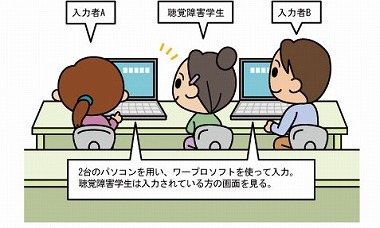 入力者A
聴覚障害学生
入力者B
2台のパソコンを用い、ワープロソフトを使って入力。
聴覚障害学生は入力されている方の画面を見る。